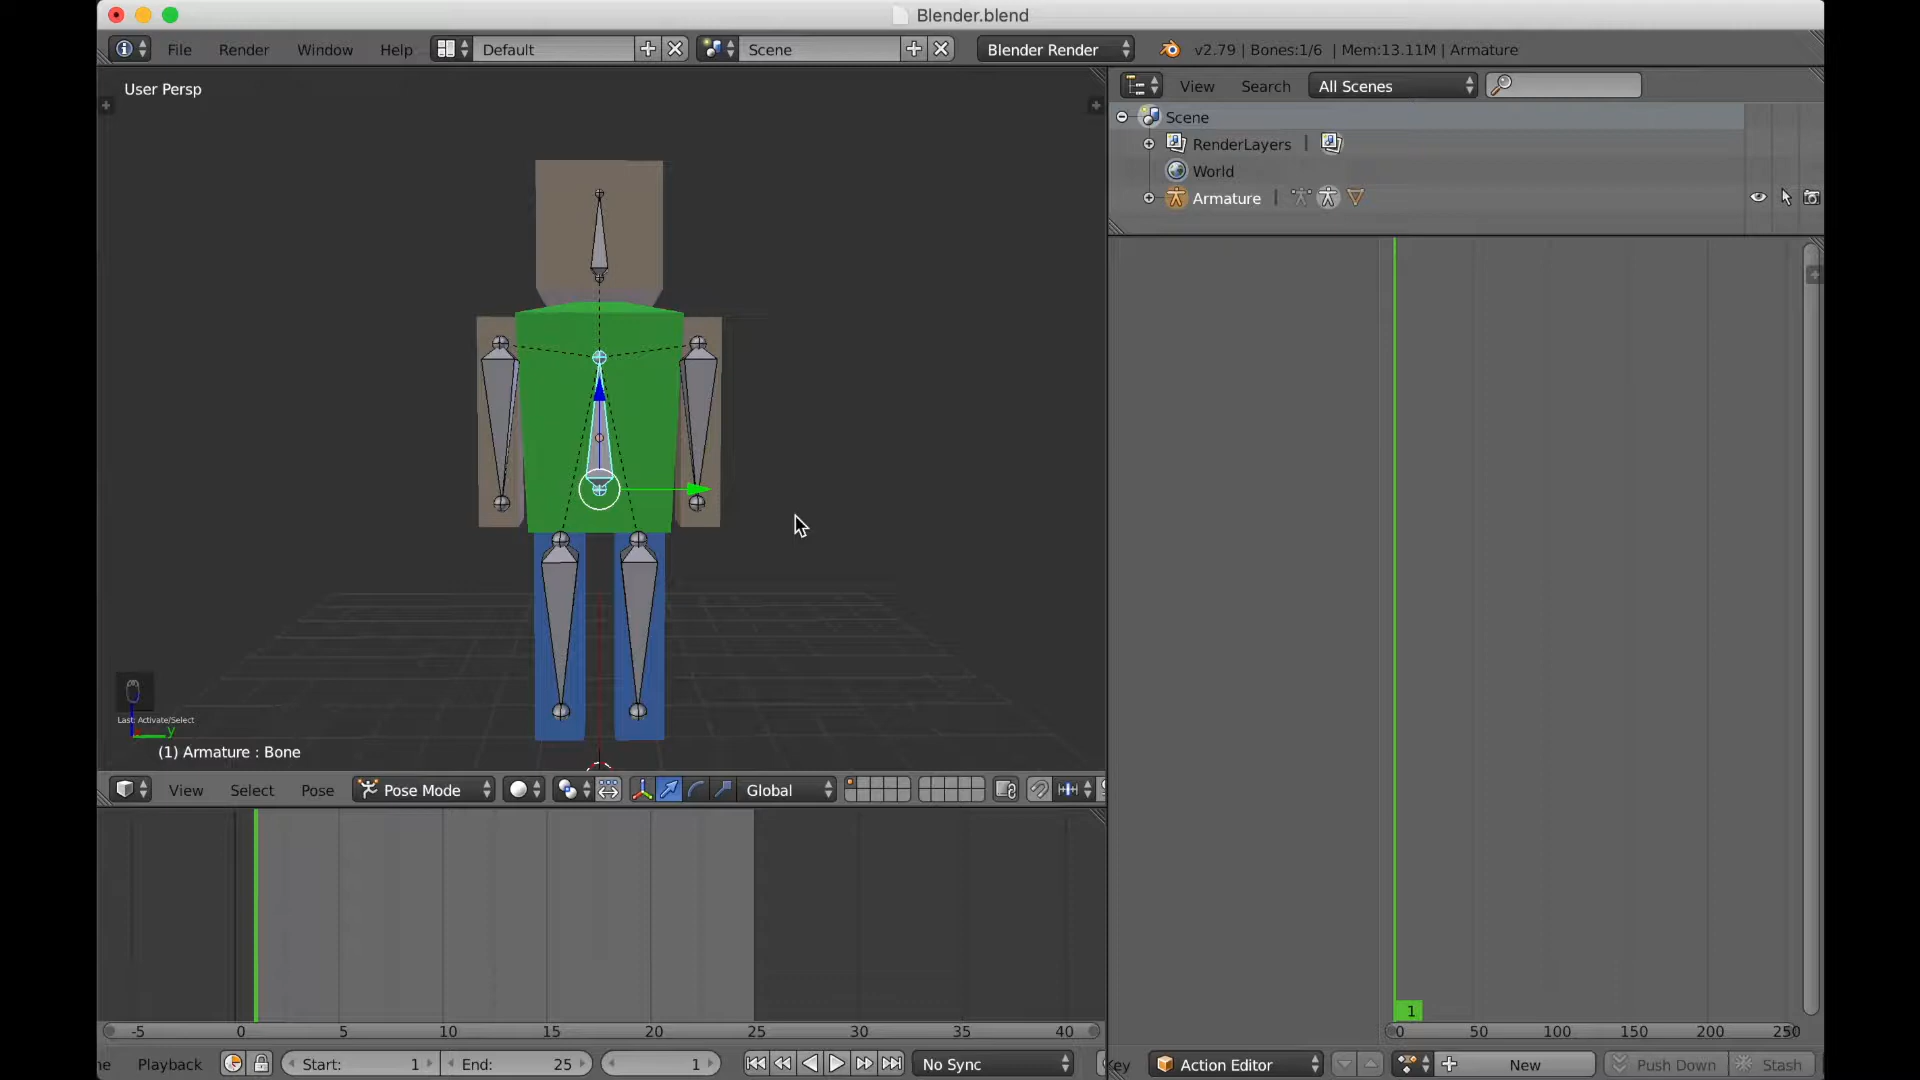 Blender.blend
File Render Window Help Default Scene Blender Render v2.79 | Bones:1/6 | Mem:13.11M | Armature
User Persp
View Search All Scenes
Scene
RenderLayers
World
Armature
Last: Activate/Select
y
(1) Armature : Bone
View Select Pose Pose Mode Global
1
-5 0 5 10 15 20 25 30 35 40
0 50 100 150 200 250
Playback Start: 1 End: 25 1 No Sync
Action Editor New Push Down Stash